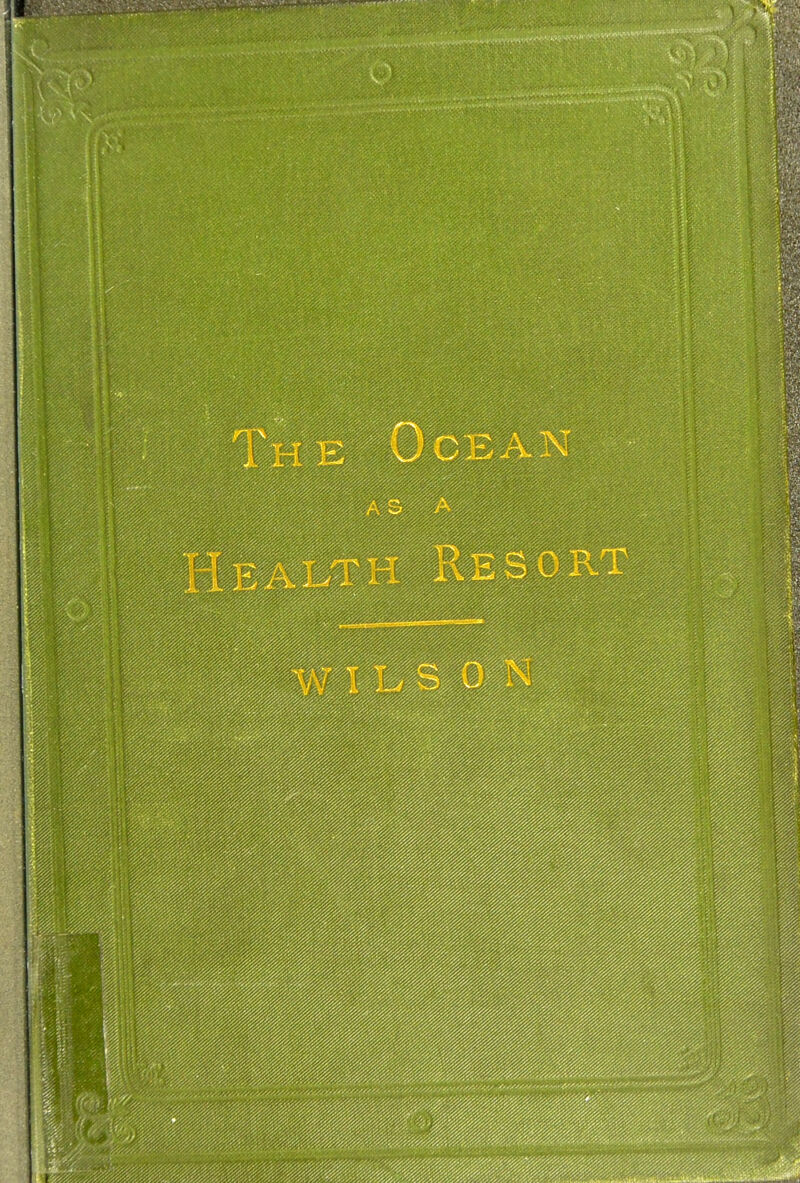 The Ocean
AS A
Health Resort
WILSON